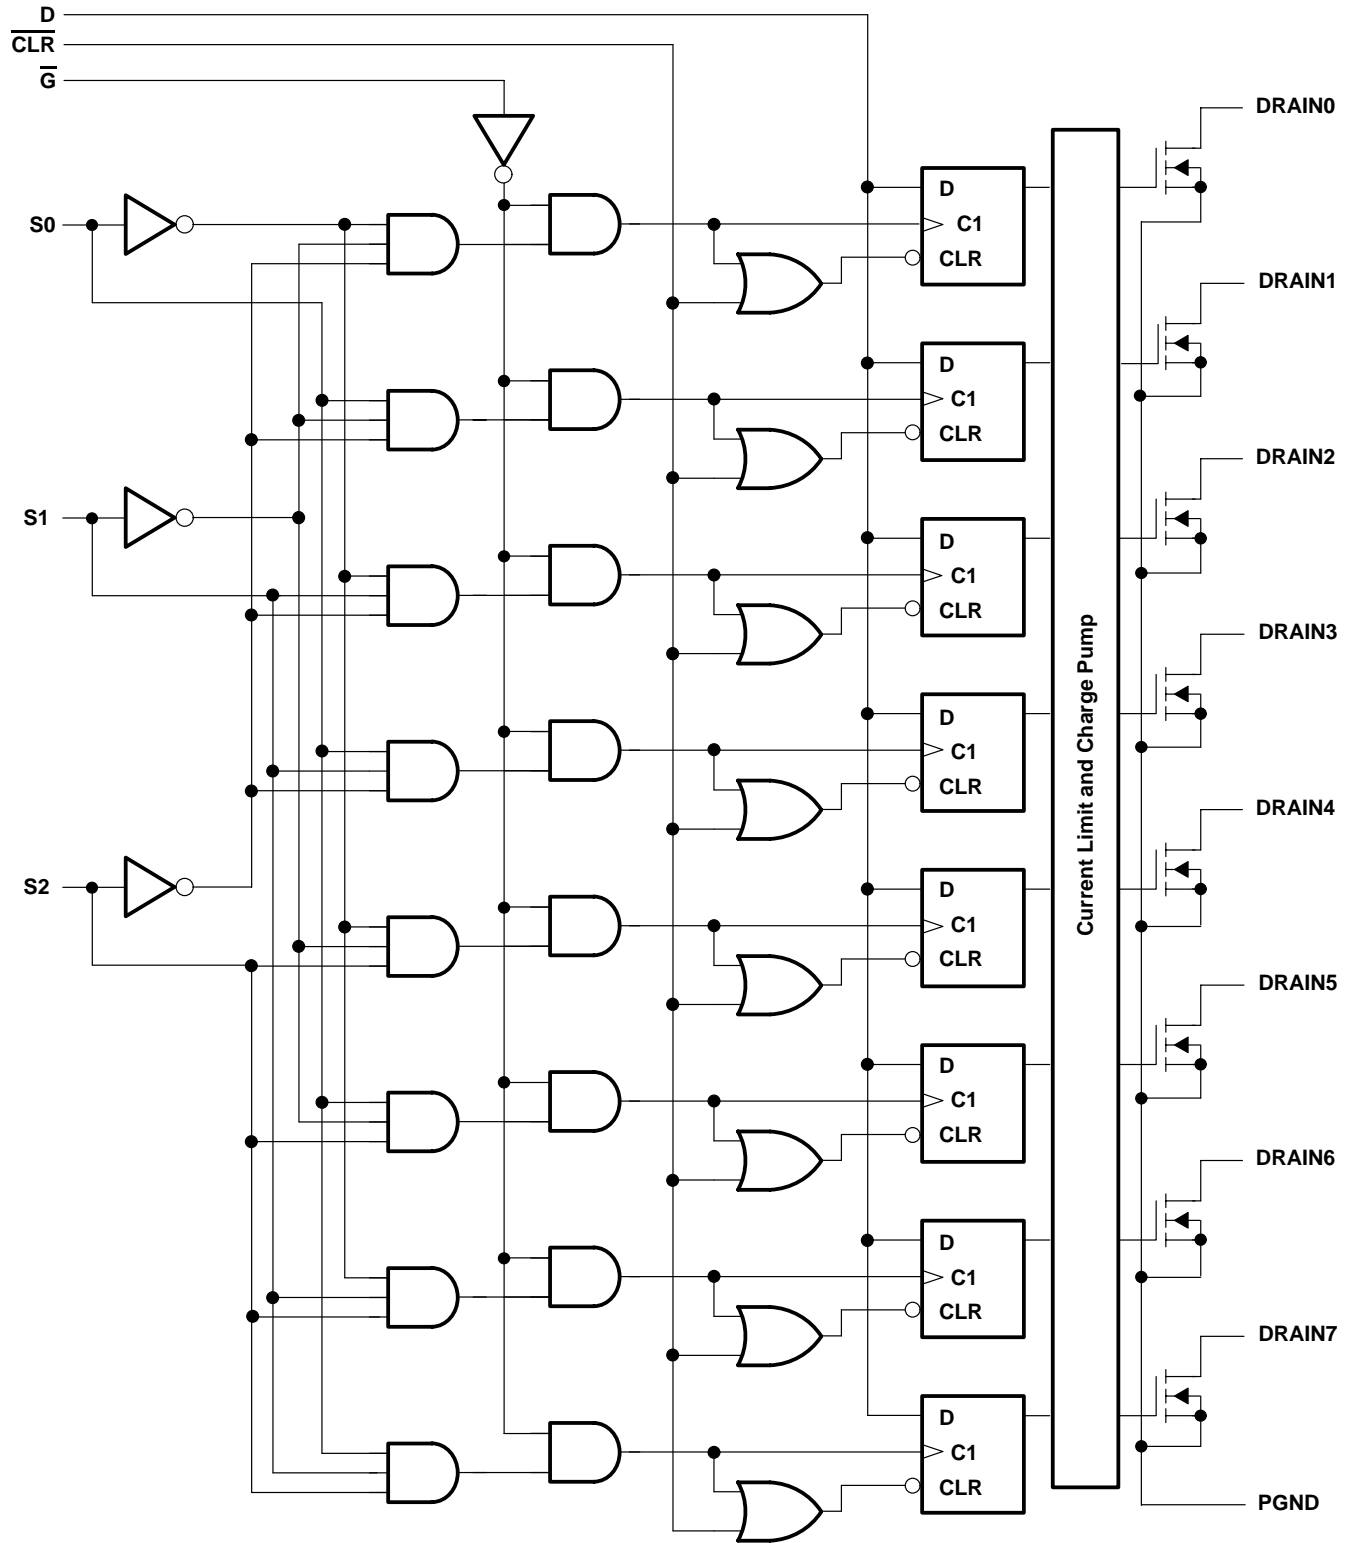 D
CLR
G
DRAIN0
D
C1
CLR
S0
DRAIN1
D
C1
CLR
DRAIN2
S1
D
C1
CLR
DRAIN3
D
C1
CLR
Current Limit and Charge Pump
DRAIN4
S2
D
C1
CLR
DRAIN5
D
C1
CLR
DRAIN6
D
C1
CLR
DRAIN7
D
C1
CLR
PGND